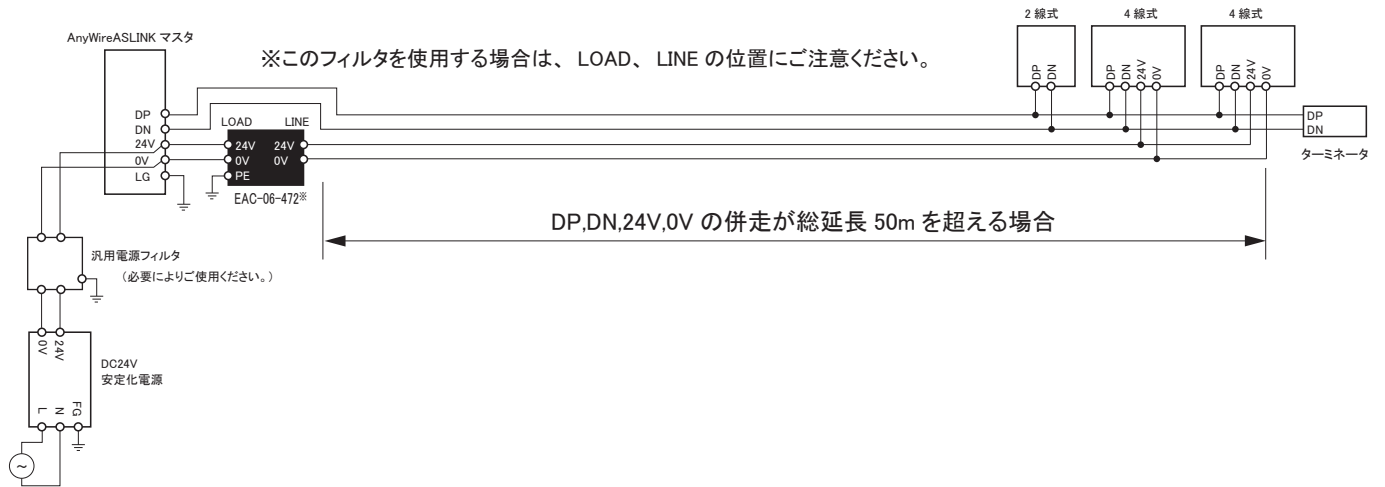 2 線式
4 線式
4 線式
AnyWireASLINK マスタ
※このフィルタを使用する場合は、 LOAD、 LINE の位置にご注意ください。
DP
DN
DP
DN
24V
0V
DP
DN
24V
0V
DP
DN
24V
0V
LG
LOAD
LINE
24V
24V
0V
0V
PE
EAC-06-472※
DP
DN
ターミネータ
DP,DN,24V,0V の併走が総延長 50m を超える場合
汎用電源フィルタ
（必要によりご使用ください。）
0V
24V
DC24V
安定化電源
L
N
FG
~